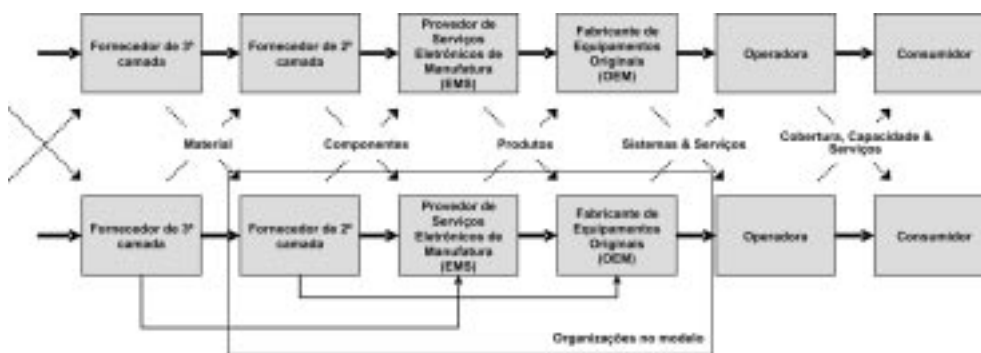 Fornecedor de 3ª
camada
Fornecedor de 2ª
camada
Provedor de
Serviços
Eletrônicos de
Manufatura
(EMS)
Fabricante de
Equipamentos
Originais
(OEM)
Operadora
Consumidor
Material
Componentes
Produtos
Sistemas & Serviços
Cobertura, Capacidade &
Serviços
Fornecedor de 3ª
camada
Fornecedor de 2ª
camada
Provedor de
Serviços
Eletrônicos de
Manufatura
(EMS)
Fabricante de
Equipamentos
Originais
(OEM)
Operadora
Consumidor
Organizações no modelo